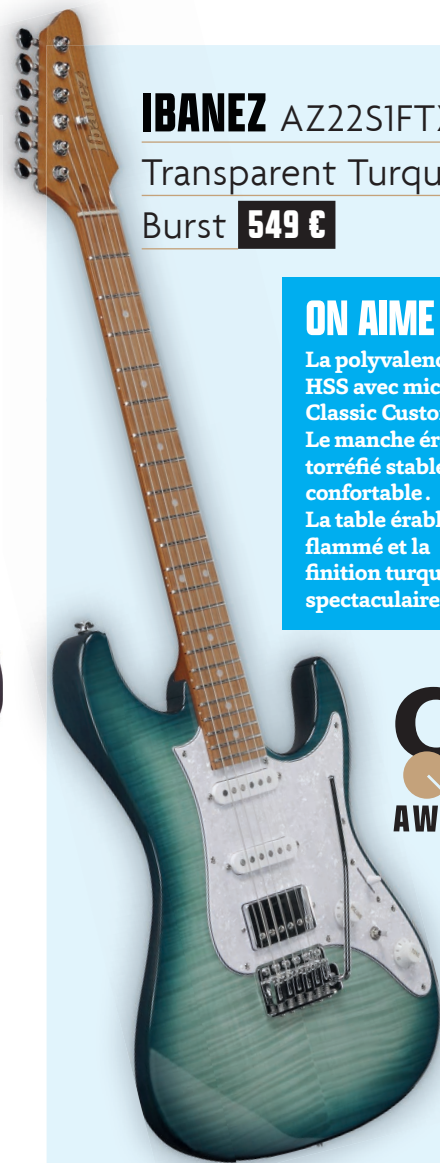 Ibanez
IBANEZ AZ22S1FT
Transparent Turqu
Burst 549 €
ON AIME
La polyvalenc
HSS avec mic
Classic Custo
Le manche ér
torréfié stable
confortable.
La table érabl
flammé et la
finition turqu
spectaculaire
AW